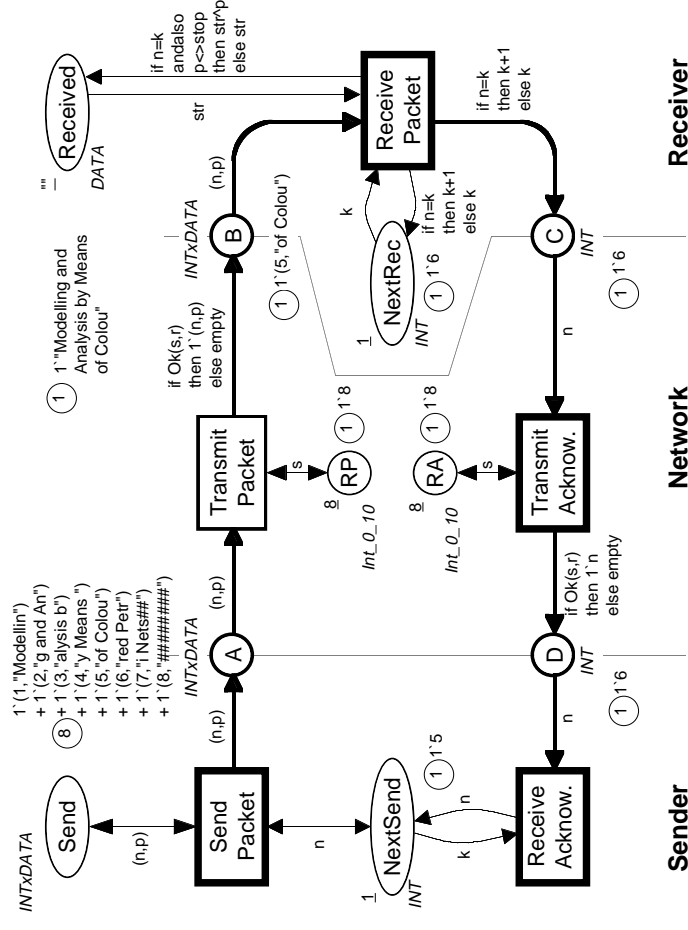 INTxDATA
Send
1`(1,"Modellin")
+ 1`(2,"g and An")
+ 1`(3,"alysis b")
+ 1`(4,"y Means ")
+ 1`(5,"of Colou")
+ 1`(6,"red Petr")
+ 1`(7,"i Nets##")
+ 1`(8,"########")
8
1
1`"Modelling and
Analysis by Means
of Colou"
""
Received
DATA
(n,p)
str
if n=k
andalso
p<>stop
then str^p
else str
Send
Packet
(n,p)
INTxDATA
A
(n,p)
Transmit
Packet
if Ok(s,r)
then 1`(n,p)
else empty
INTxDATA
B
1
1`(5,"of Colou")
(n,p)
Receive
Packet
n
s
8
RP
Int_0_10
1
1`8
k
if n=k
then k+1
else k
1
NextSend
INT
1
1`5
1
NextRec
INT
1
1`6
8
RA
Int_0_10
1
1`8
s
k
n
if n=k
then k+1
else k
Receive
Acknow.
n
D
INT
1
1`6
if Ok(s,r)
then 1`n
else empty
Transmit
Acknow.
n
C
INT
1
1`6
Sender
Network
Receiver